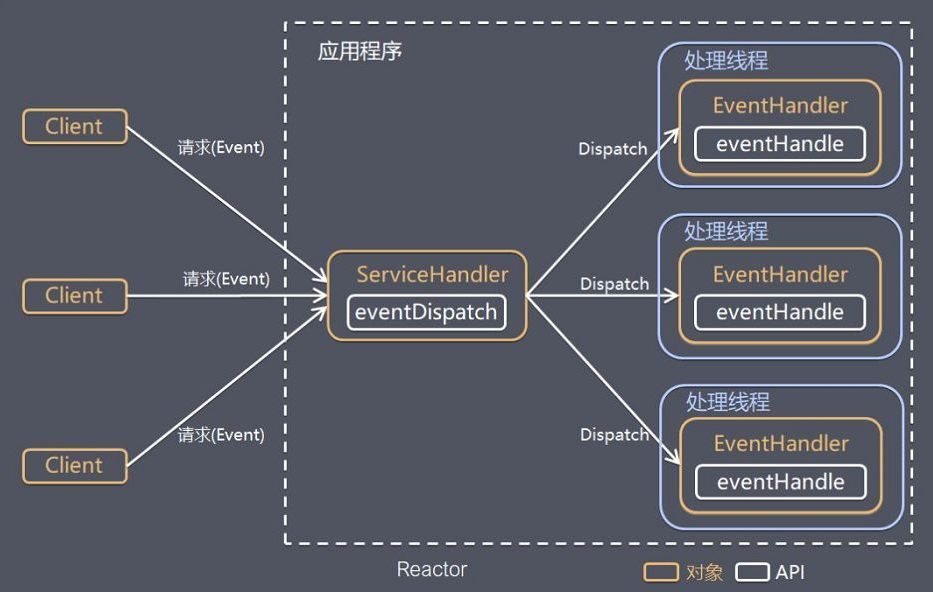 应用程序
处理线程
EventHandler
eventHandle
Client
请求(Event)
Dispatch
处理线程
EventHandler
eventHandle
Client
请求(Event)
ServiceHandler
eventDispatch
Dispatch
处理线程
EventHandler
eventHandle
Client
请求(Event)
Dispatch
Reactor
对象
API